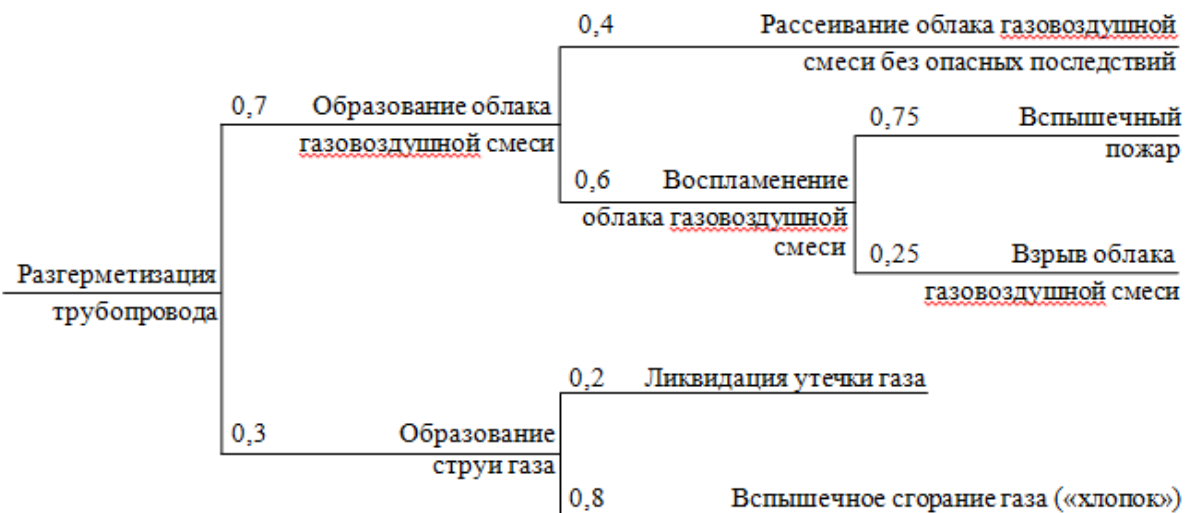 0,4 Рассеивание облака газовоздушной
смеси без опасных последствий
0,7 Образование облака
газовоздушной смеси
0,75 Вспышечный
пожар
0,6 Воспламенение
облака газовоздушной
смеси
0,25 Взрыв облака
газовоздушной смеси
Разгерметизация
трубопровода
0,2 Ликвидация утечки газа
0,3 Образование
струи газа
0,8 Вспышечное сгорание газа («хлопок»)